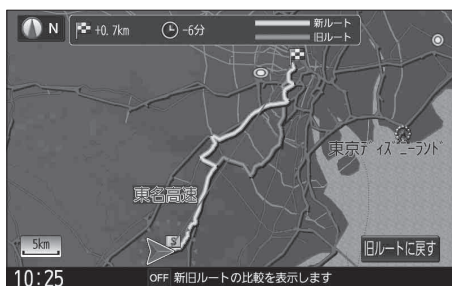 N +0.7km -6分 新ルート
旧ルート
東京ディズニーランド
東名高速
S
5km 旧ルートに戻す
10:25 OFF 新旧ルートの比較を表示します